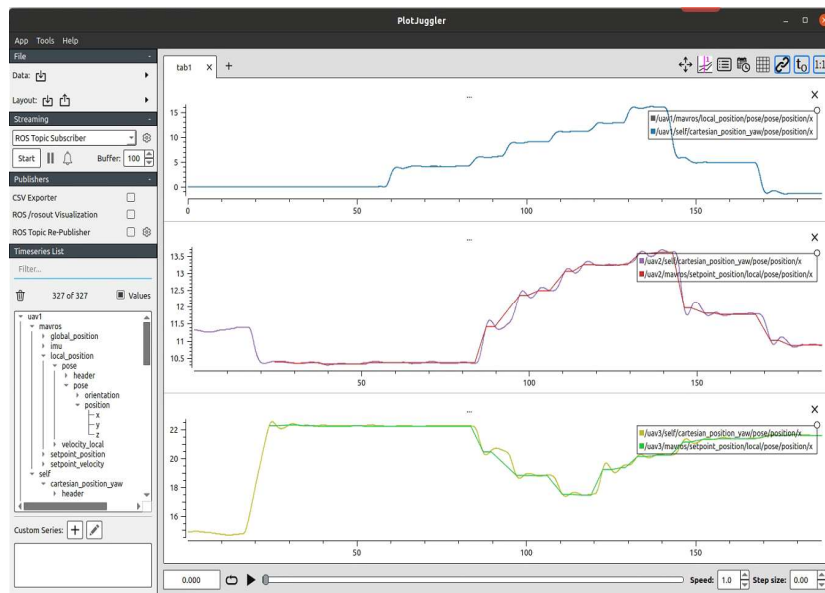 PlotJuggler
App Tools Help
File -
Data:
Layout:
Streaming -
ROS Topic Subscriber
Start Buffer: 100
Publishers -
CSV Exporter
ROS /rosout Visualization
ROS Topic Re-Publisher
Timeseries List
Filter...
327 of 327 Values
uav1
mavros
global_position
imu
local_position
pose
header
pose
orientation
position
x
y
z
velocity_local
setpoint_position
setpoint_velocity
self
cartesian_position_yaw
header
Custom Series: +
tab1 X +
t0 1:1
... X
/uav1/mavros/local_position/pose/pose/position/x
/uav1/self/cartesian_position_yaw/pose/position/x
15
10
5
0
0 50 100 150
... X
/uav2/self/cartesian_position_yaw/pose/position/x
/uav2/mavros/setpoint_position/local/pose/position/x
13.5
12.5
11.5
10.5
50 100 150
... X
/uav3/self/cartesian_position_yaw/pose/position/x
/uav3/mavros/setpoint_position/local/pose/position/x
22
20
18
16
50 100 150
0.000 Speed: 1.0 Step size: 0.00